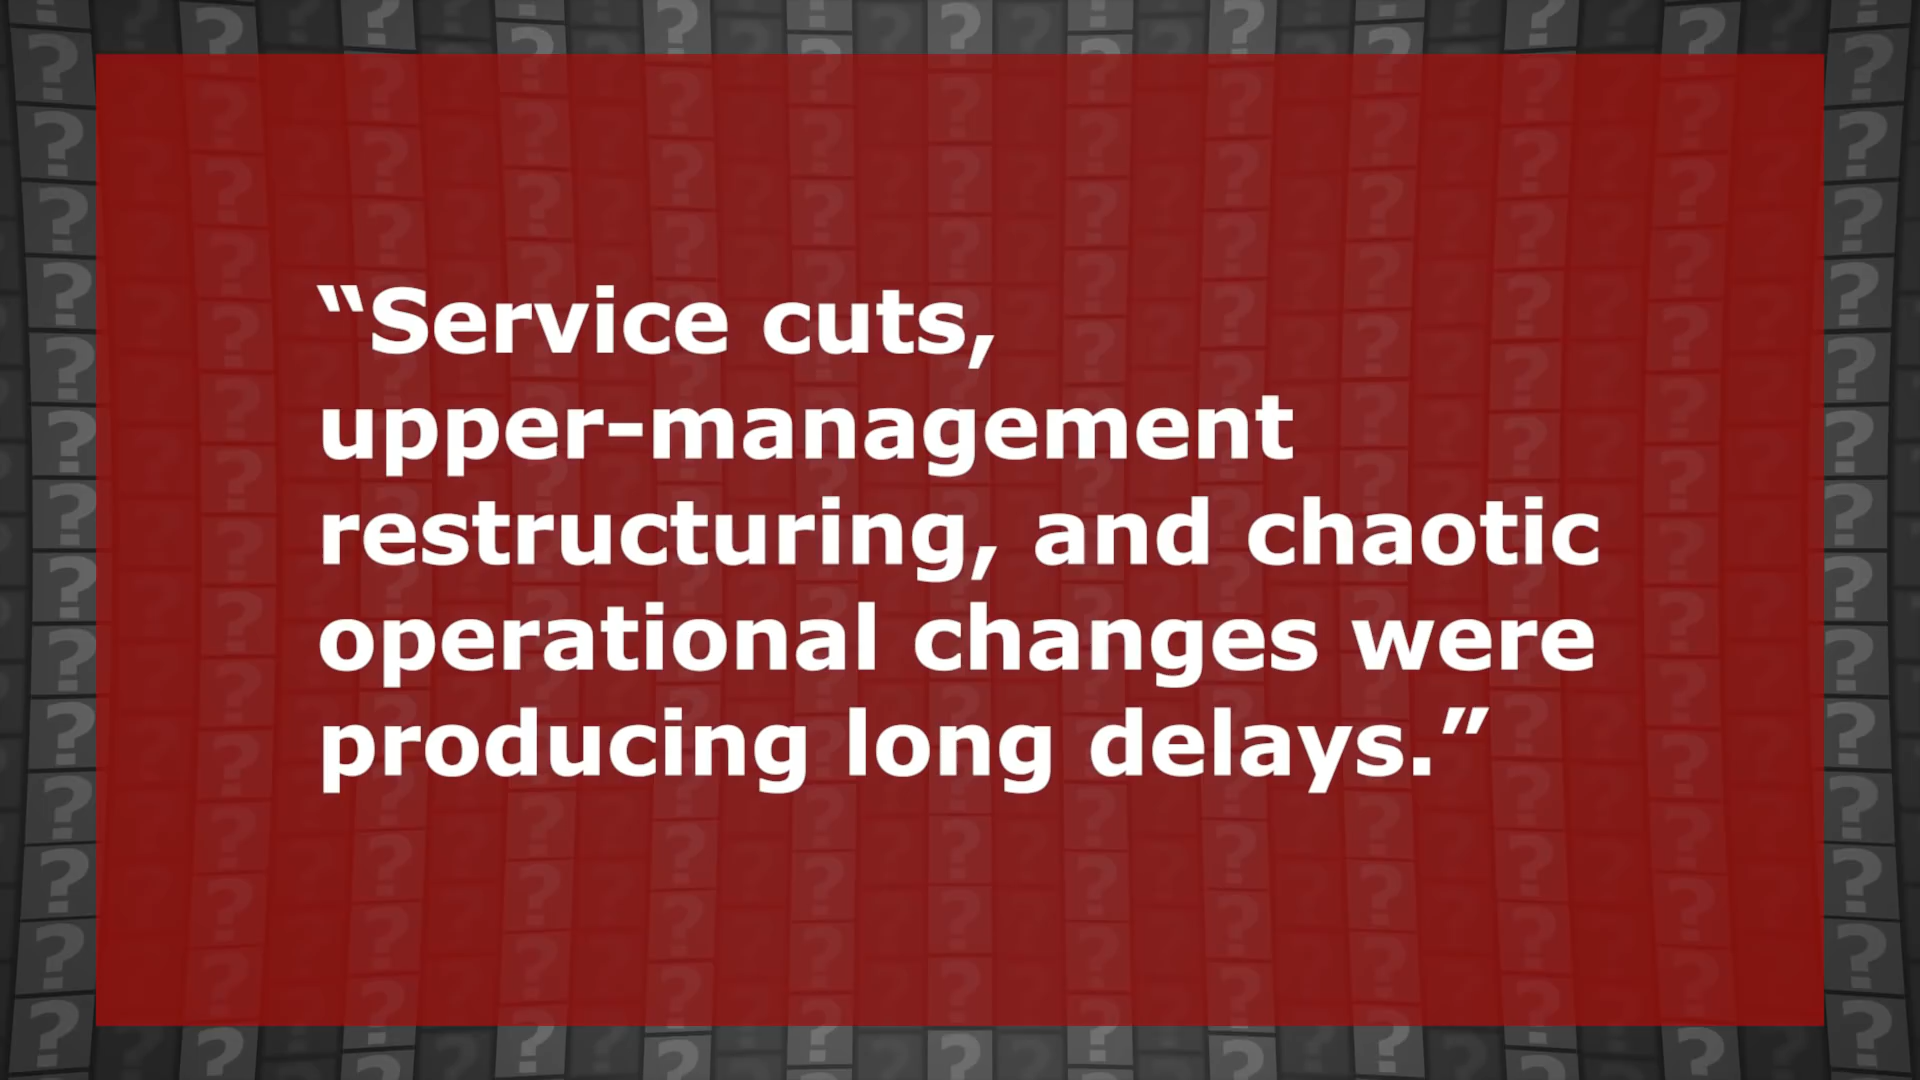 “Service cuts,
upper-management
restructuring, and chaotic
operational changes were
producing long delays.”